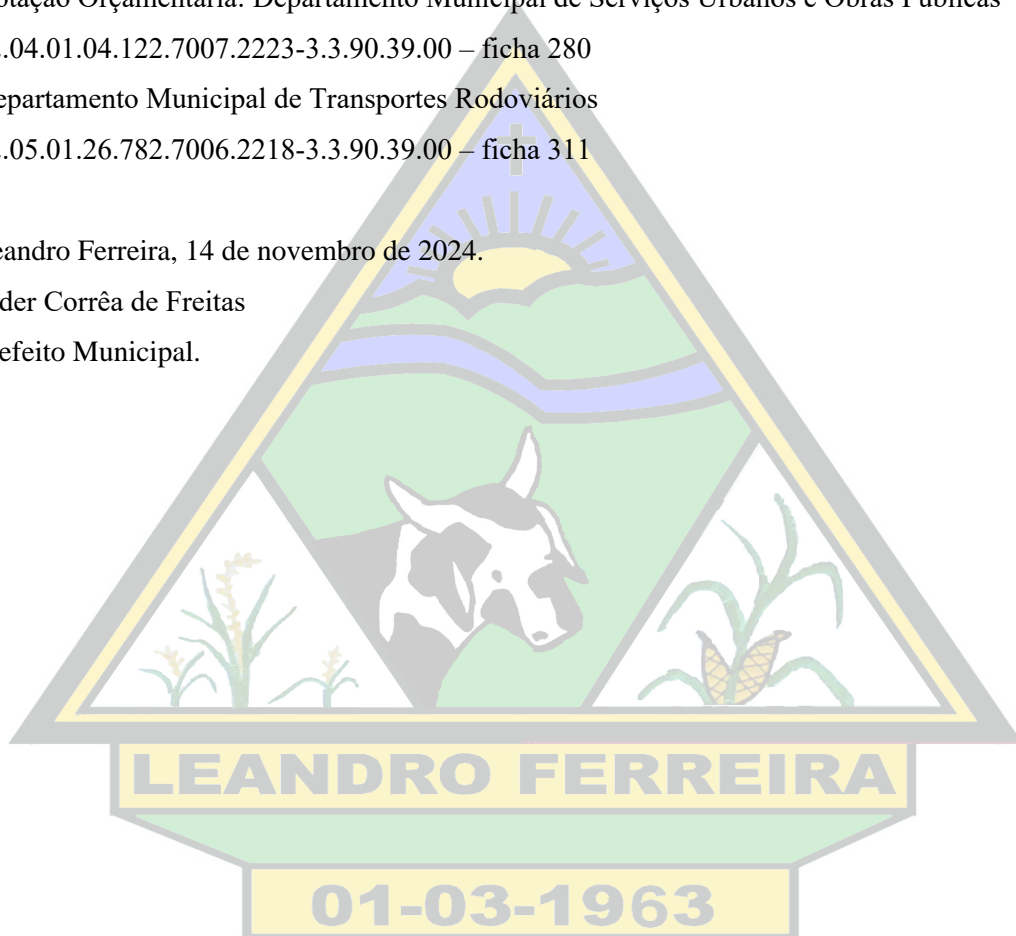 otação Orçamentária: Departamento Municipal de Serviços Urbanos e Obras Públicas
.04.01.04.122.7007.2223-3.3.90.39.00 – ficha 280
epartamento Municipal de Transportes Rodoviários
.05.01.26.782.7006.2218-3.3.90.39.00 – ficha 311
eandro Ferreira, 14 de novembro de 2024.
der Corrêa de Freitas
efeito Municipal.
LEANDRO FERREIRA
01-03-1963